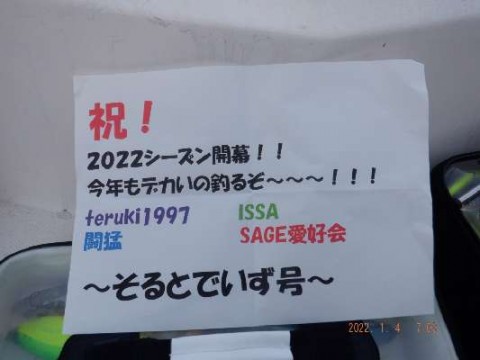 祝！
2022シーズン開幕！！
今年もデカいの釣るぞ～～～！！！
teruki1997 ISSA
闘猛 SAGE愛好会
～そるとでいず号～
2022. 1. 4